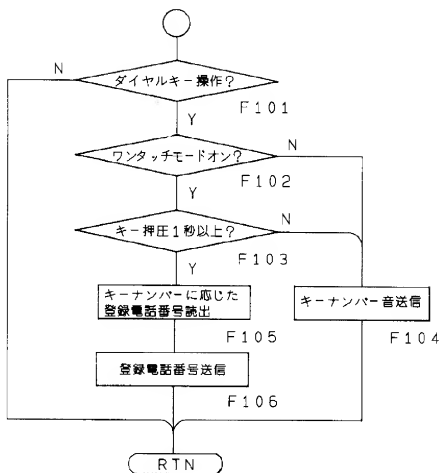 N
ダイヤルキー操作?
F101
Y
ワンタッチモードオン?
N
F102
Y
キー押圧1秒以上?
N
F103
Y
キーナンバーに応じた
登録電話番号読出
キーナンバー音送信
F105
F104
登録電話番号送信
F106
RTN